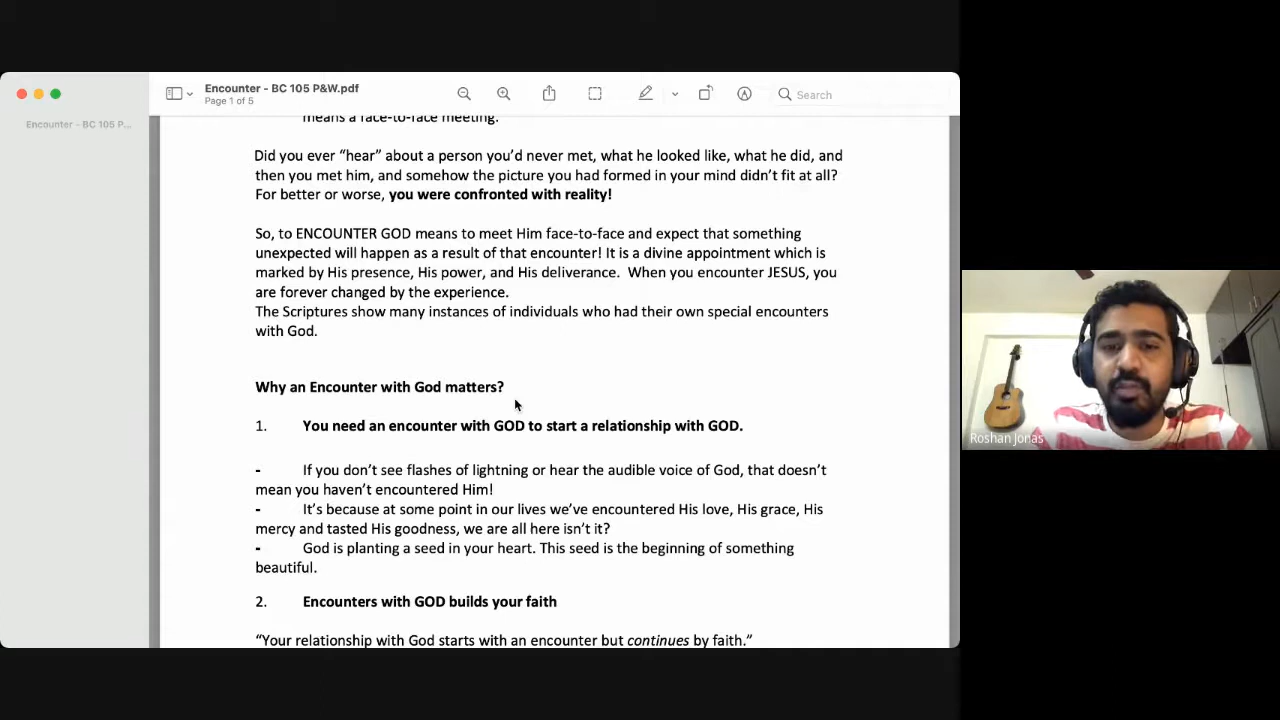 Encounter - BC 105 P&W.pdf
Page 1 of 5
Search
Encounter - BC 105 P...
means a face-to-face meeting.
Did you ever “hear” about a person you’d never met, what he looked like, what he did, and
then you met him, and somehow the picture you had formed in your mind didn’t fit at all?
For better or worse, you were confronted with reality!
So, to ENCOUNTER GOD means to meet Him face-to-face and expect that something
unexpected will happen as a result of that encounter! It is a divine appointment which is
marked by His presence, His power, and His deliverance. When you encounter JESUS, you
are forever changed by the experience.
The Scriptures show many instances of individuals who had their own special encounters
with God.
Why an Encounter with God matters?
1. You need an encounter with GOD to start a relationship with GOD.
- If you don’t see flashes of lightning or hear the audible voice of God, that doesn’t
mean you haven’t encountered Him!
- It’s because at some point in our lives we’ve encountered His love, His grace, His
mercy and tasted His goodness, we are all here isn’t it?
- God is planting a seed in your heart. This seed is the beginning of something
beautiful.
2. Encounters with GOD builds your faith
“Your relationship with God starts with an encounter but continues by faith.”
Roshan Jonas